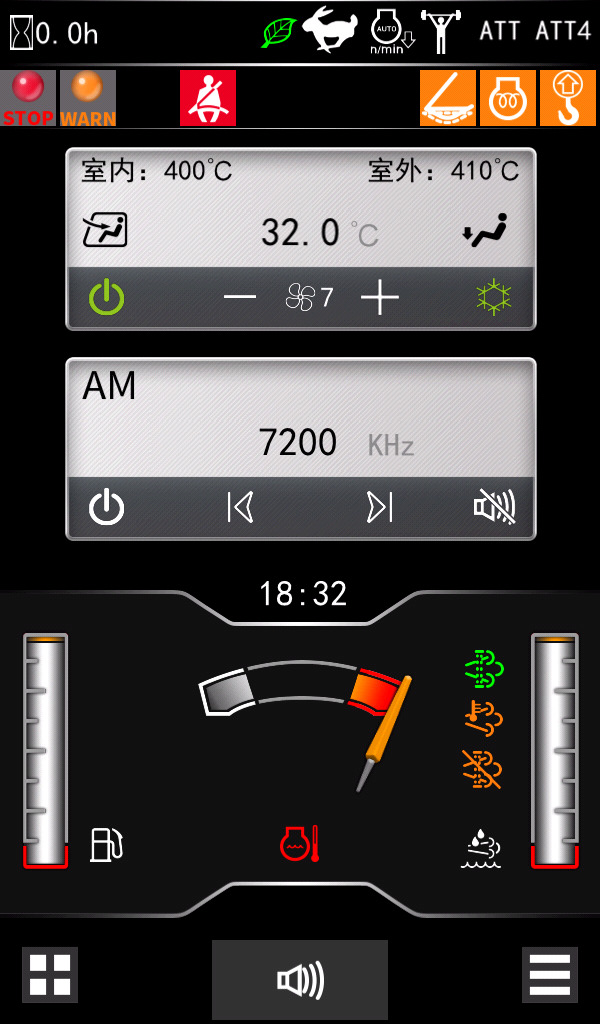 0.0h
AUTO
n/min
ATT ATT4
STOP
WARN
室内：400℃
室外：410℃
32.0 ℃
7
AM
7200 KHz
18:32